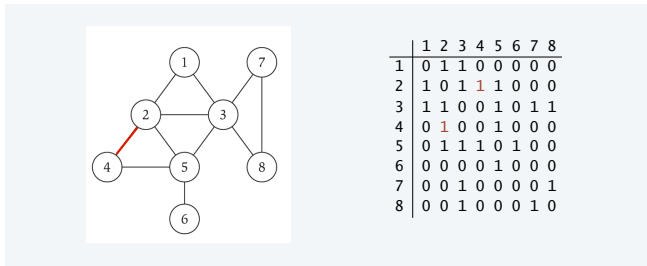 1 7
2 3
4 5 8
6
1 2 3 4 5 6 7 8
1 0 1 1 0 0 0 0 0
2 1 0 1 1 1 0 0 0
3 1 1 0 0 1 0 1 1
4 0 1 0 0 1 0 0 0
5 0 1 1 1 0 1 0 0
6 0 0 0 0 1 0 0 0
7 0 0 1 0 0 0 0 1
8 0 0 1 0 0 0 1 0